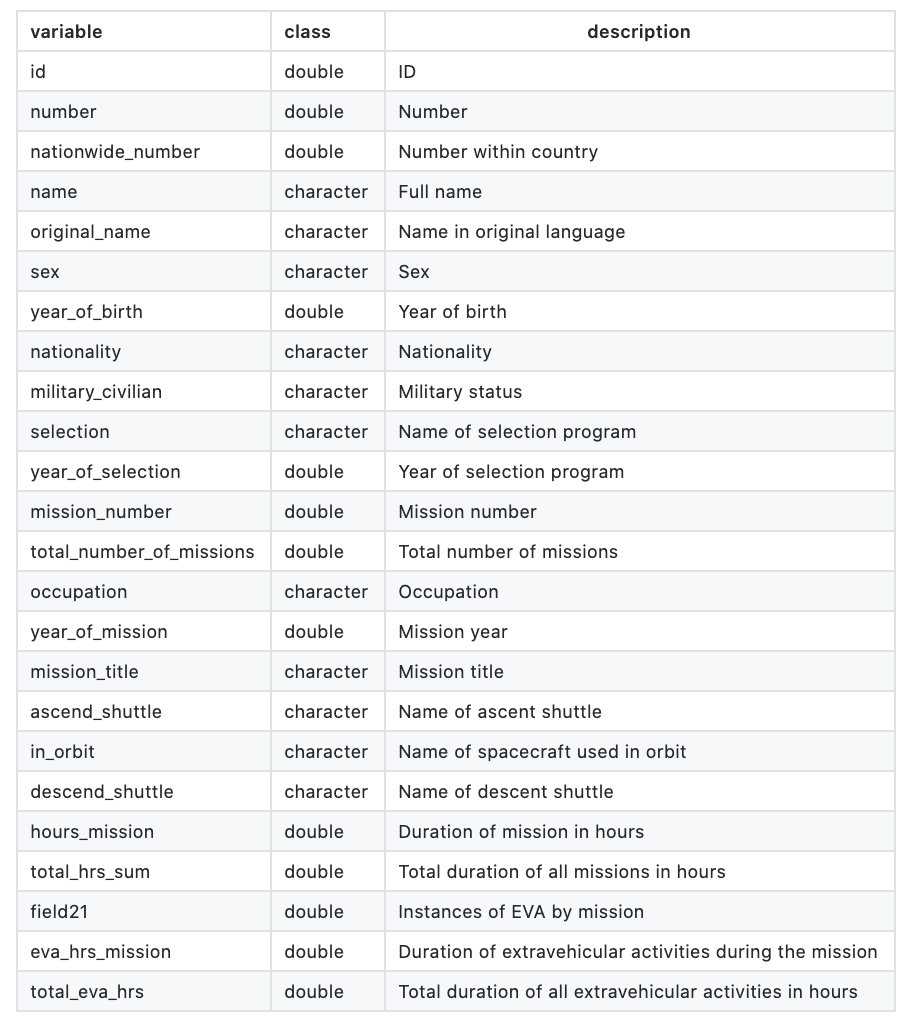 variable class description
id double ID
number double Number
nationwide_number double Number within country
name character Full name
original_name character Name in original language
sex character Sex
year_of_birth double Year of birth
nationality character Nationality
military_civilian character Military status
selection character Name of selection program
year_of_selection double Year of selection program
mission_number double Mission number
total_number_of_missions double Total number of missions
occupation character Occupation
year_of_mission double Mission year
mission_title character Mission title
ascend_shuttle character Name of ascent shuttle
in_orbit character Name of spacecraft used in orbit
descend_shuttle character Name of descent shuttle
hours_mission double Duration of mission in hours
total_hrs_sum double Total duration of all missions in hours
field21 double Instances of EVA by mission
eva_hrs_mission double Duration of extravehicular activities during the mission
total_eva_hrs double Total duration of all extravehicular activities in hours